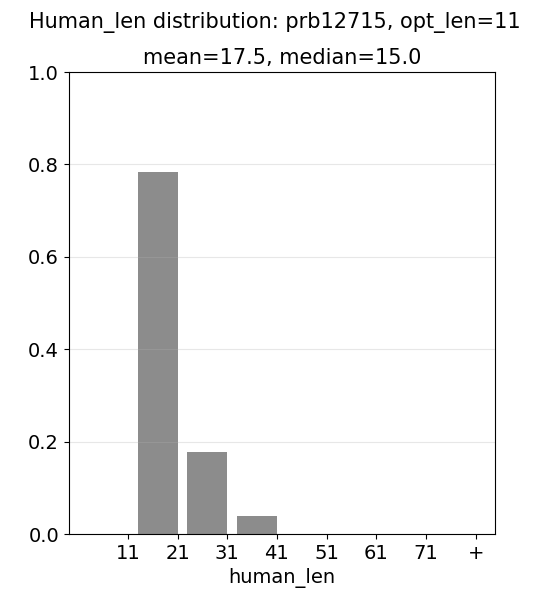 Human_len distribution: prb12715, opt_len=11
mean=17.5, median=15.0
1.0
0.8
0.6
0.4
0.2
0.0
11 21 31 41 51 61 71 +
human_len